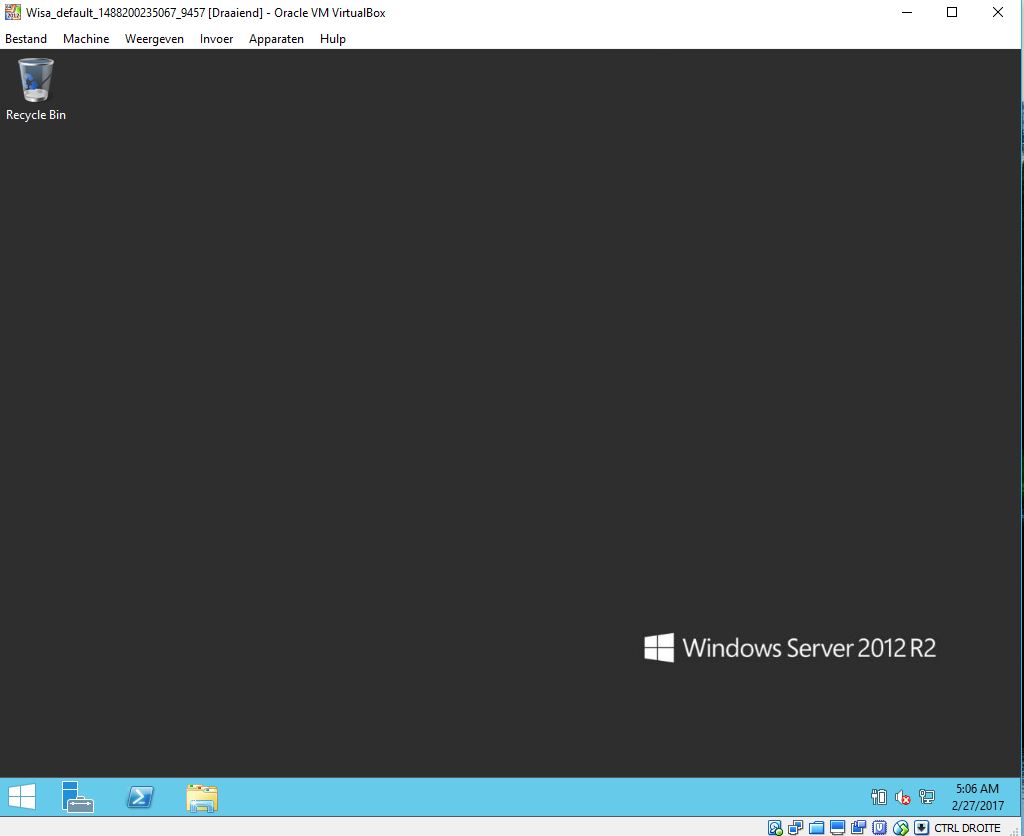 Wisa_default_1488200235067_9457 [Draaiend] - Oracle VM VirtualBox
Bestand Machine Weergeven Invoer Apparaten Hulp
Recycle Bin
Windows Server 2012 R2
5:06 AM
2/27/2017
CTRL DROITE